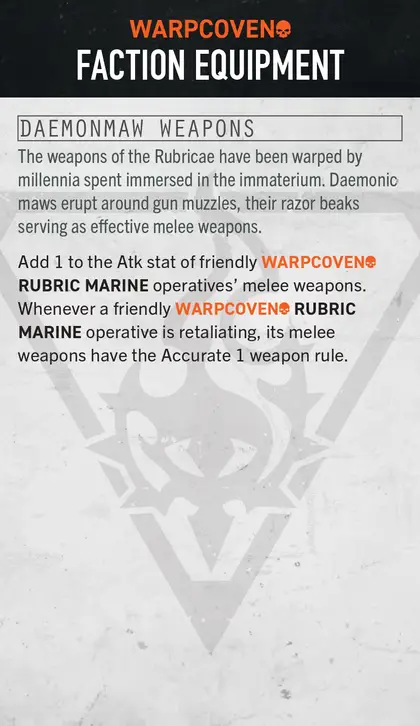 WARPCOVEN
FACTION EQUIPMENT
DAEMONMAW WEAPONS
The weapons of the Rubricae have been warped by
millennia spent immersed in the immaterium. Daemonic
maws erupt around gun muzzles, their razor beaks
serving as effective melee weapons.
Add 1 to the Atk stat of friendly WARPCOVEN
RUBRIC MARINE operatives’ melee weapons.
Whenever a friendly WARPCOVEN RUBRIC
MARINE operative is retaliating, its melee
weapons have the Accurate 1 weapon rule.